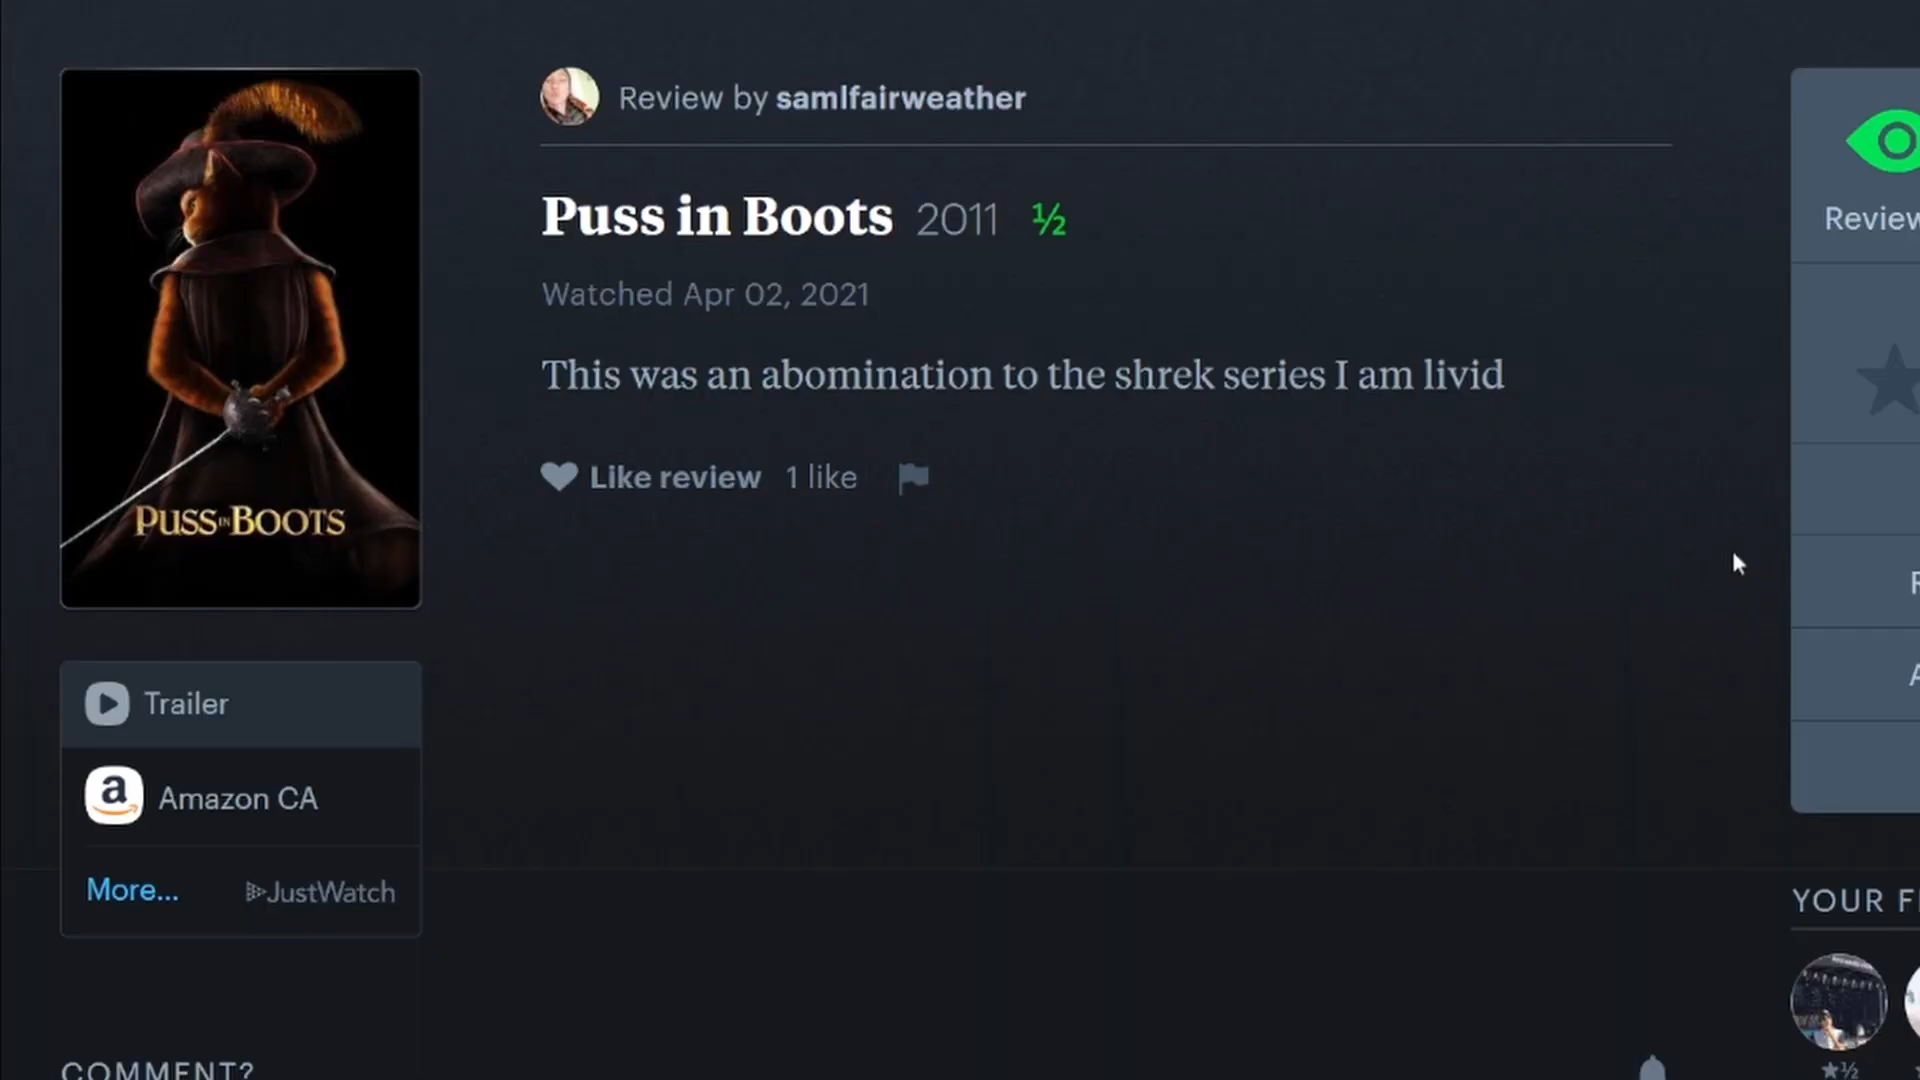 Review by samlfairweather
Puss in Boots 2011 ½
Watched Apr 02, 2021
This was an abomination to the shrek series I am livid
Like review 1 like
PUSS IN BOOTS
Trailer
a Amazon CA
More... JustWatch
COMMENT?
Review
YOUR F
★½